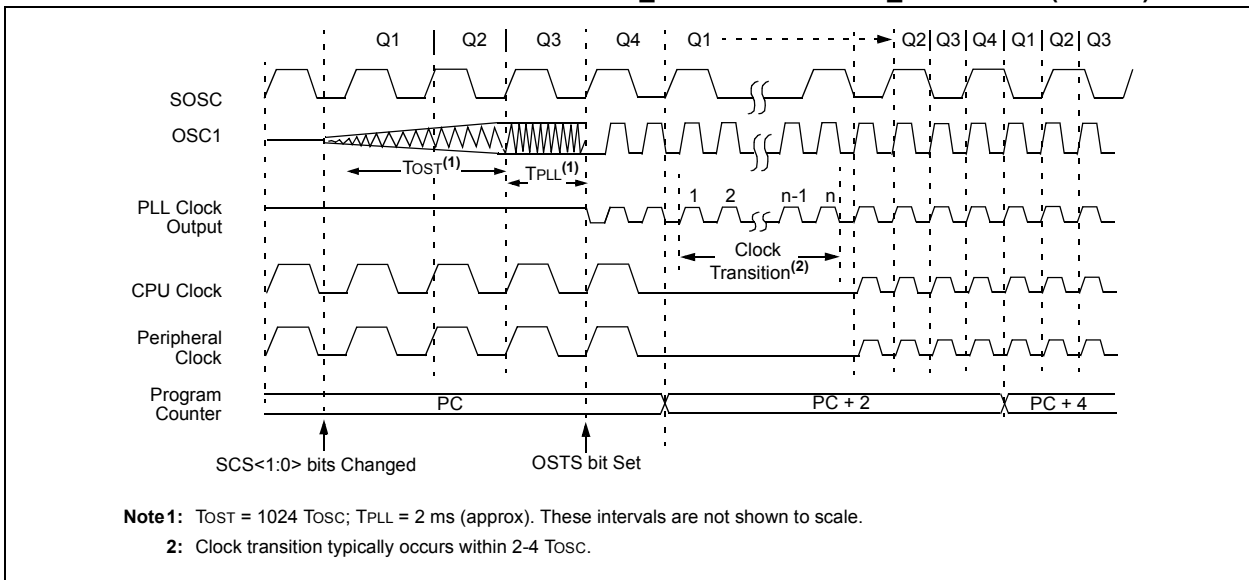 Q1 Q2 Q3 Q4 Q1 Q2 Q3 Q4 Q1 Q2 Q3
SOSC
OSC1
TOST(1) TPLL(1)
1 2 n-1 n
PLL Clock
Output
Clock
Transition(2)
CPU Clock
Peripheral
Clock
Program
Counter
PC PC + 2 PC + 4
SCS<1:0> bits Changed OSTS bit Set
Note1: TOST = 1024 TOSC; TPLL = 2 ms (approx). These intervals are not shown to scale.
2: Clock transition typically occurs within 2-4 TOSC.